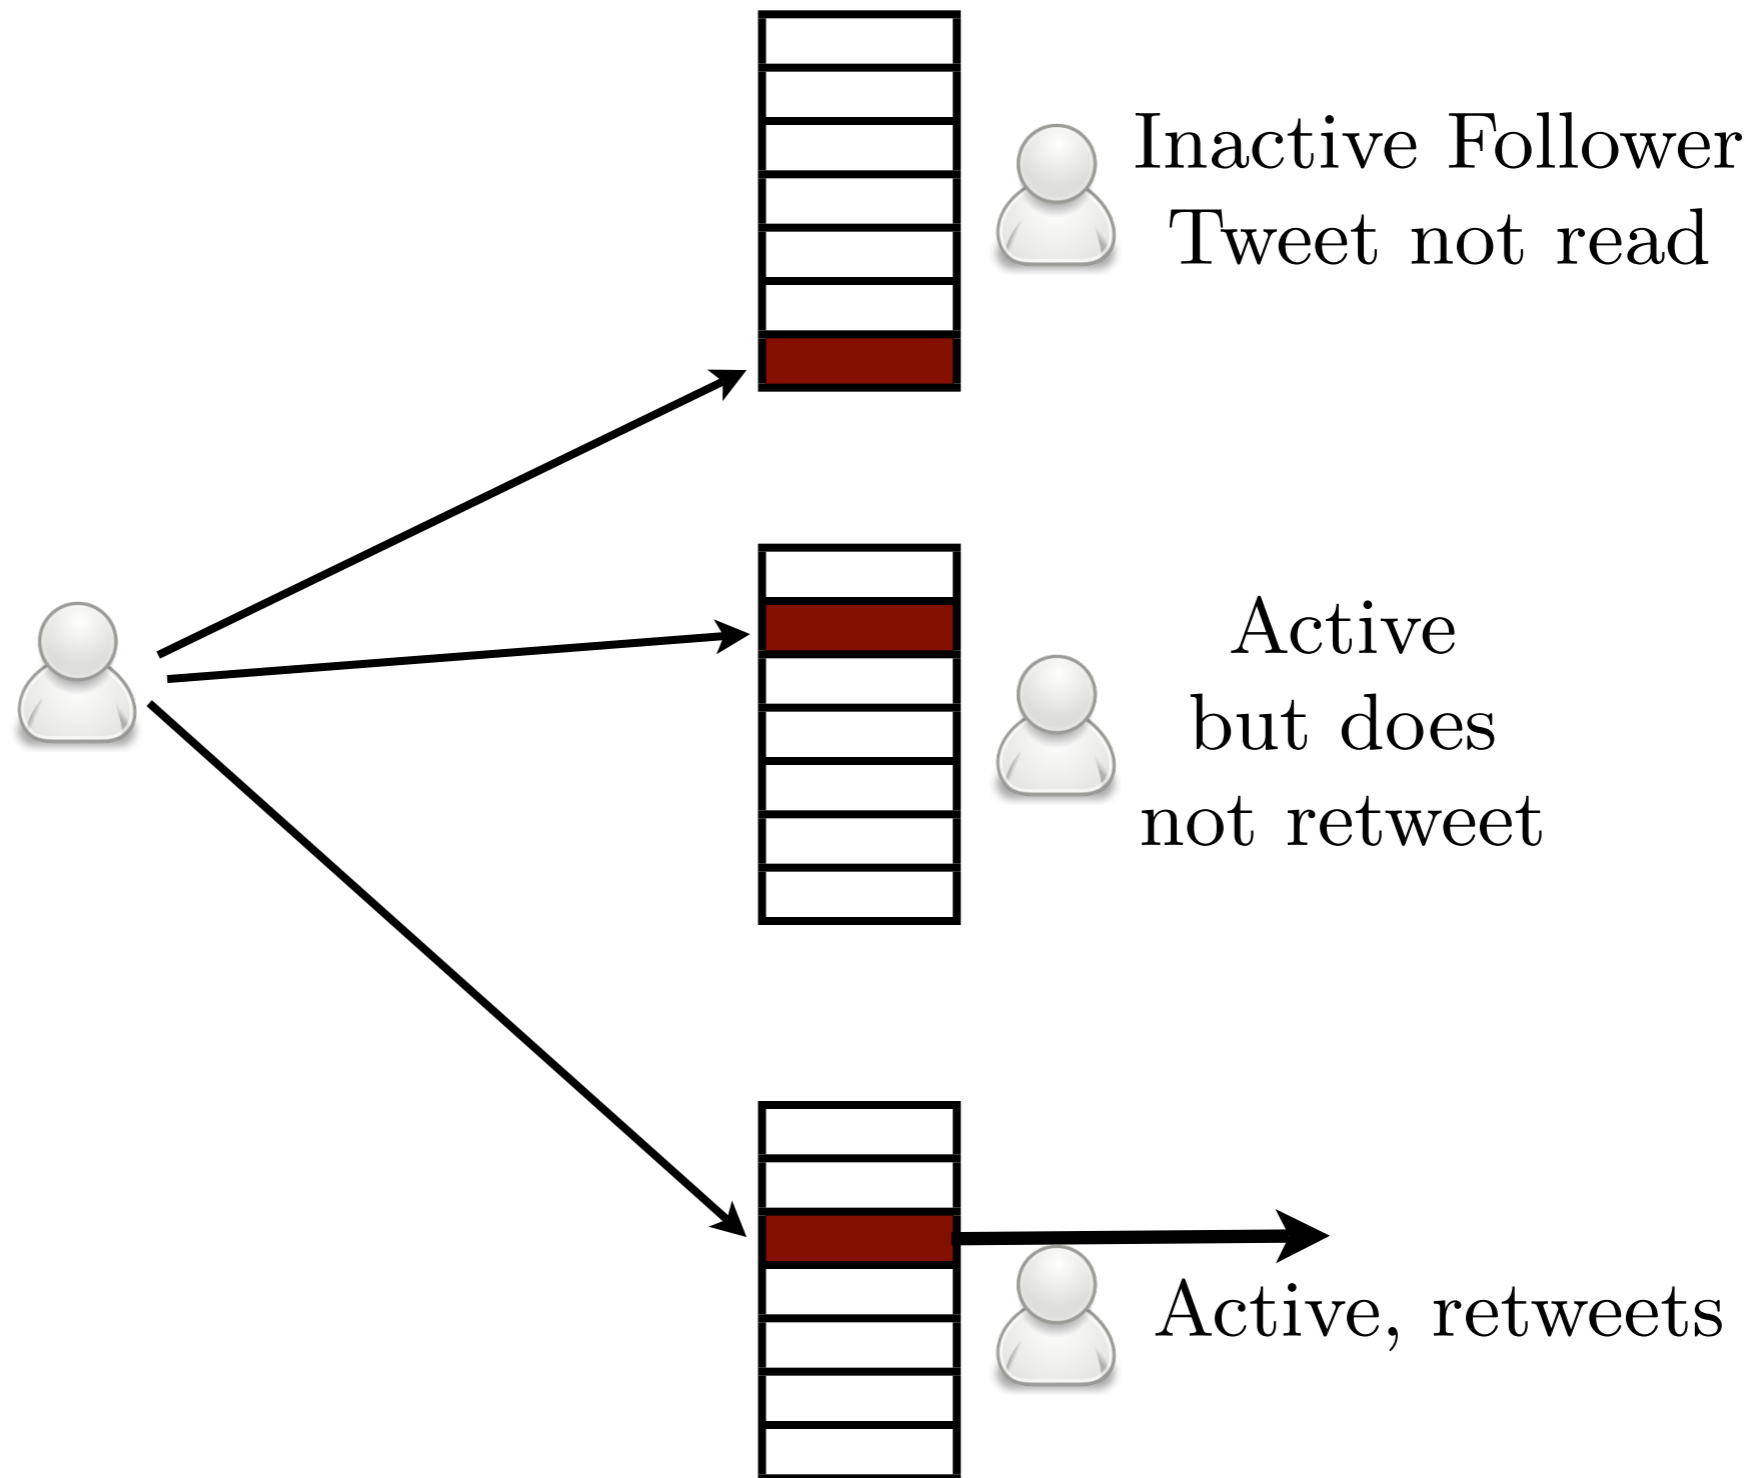 Inactive Follower
Tweet not read
Active
but does
not retweet
Active, retweets